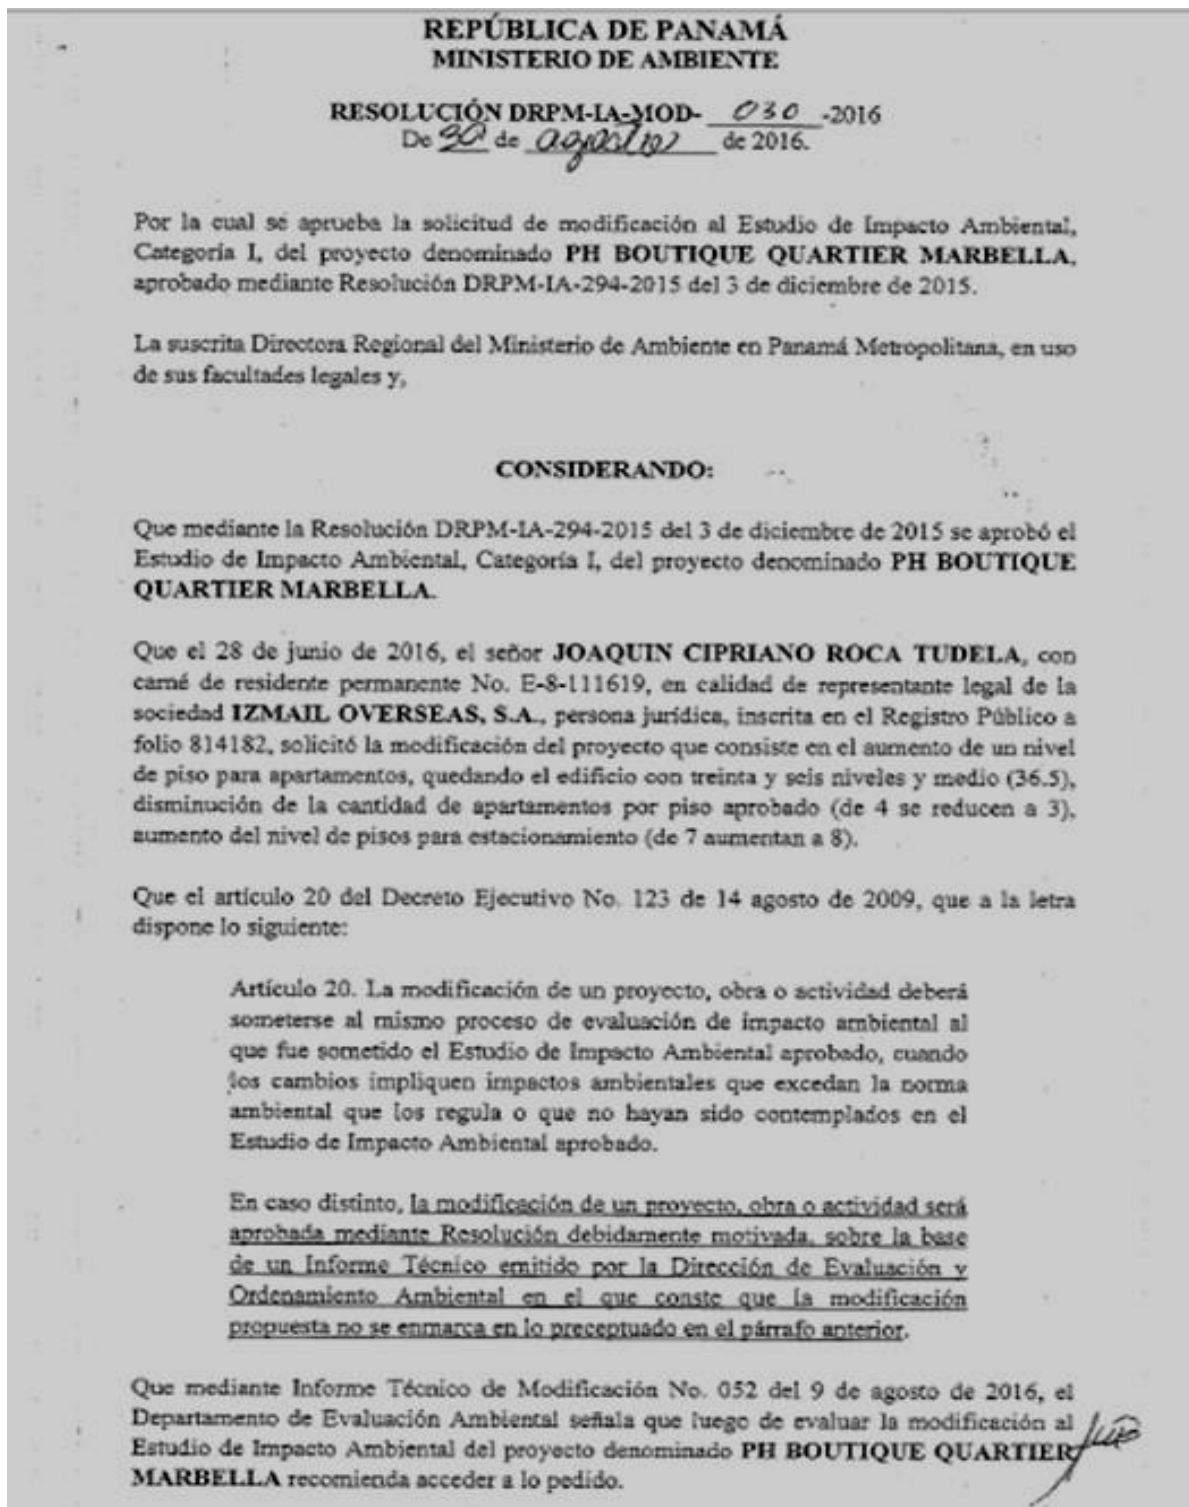 REPÚBLICA DE PANAMÁ
MINISTERIO DE AMBIENTE
RESOLUCIÓN DRPM-IA-MOD- 030 -2016
De 30 de agosto de 2016.
Por la cual se aprueba la solicitud de modificación al Estudio de Impacto Ambiental,
Categoría I, del proyecto denominado PH BOUTIQUE QUARTIER MARBELLA,
aprobado mediante Resolución DRPM-IA-294-2015 del 3 de diciembre de 2015.
La suscrita Directora Regional del Ministerio de Ambiente en Panamá Metropolitana, en uso
de sus facultades legales y,
CONSIDERANDO:
Que mediante la Resolución DRPM-IA-294-2015 del 3 de diciembre de 2015 se aprobó el
Estudio de Impacto Ambiental, Categoría I, del proyecto denominado PH BOUTIQUE
QUARTIER MARBELLA.
Que el 28 de junio de 2016, el señor JOAQUIN CIPRIANO ROCA TUDELA, con
carné de residente permanente No. E-8-111619, en calidad de representante legal de la
sociedad IZMAIL OVERSEAS, S.A., persona jurídica, inscrita en el Registro Público a
folio 814182, solicitó la modificación del proyecto que consiste en el aumento de un nivel
de piso para apartamentos, quedando el edificio con treinta y seis niveles y medio (36.5),
disminución de la cantidad de apartamentos por piso aprobado (de 4 se reducen a 3),
aumento del nivel de pisos para estacionamiento (de 7 aumentan a 8).
Que el artículo 20 del Decreto Ejecutivo No. 123 de 14 agosto de 2009, que a la letra
dispone lo siguiente:
Artículo 20. La modificación de un proyecto, obra o actividad deberá
someterse al mismo proceso de evaluación de impacto ambiental al
que fue sometido el Estudio de Impacto Ambiental aprobado, cuando
los cambios impliquen impactos ambientales que excedan la norma
ambiental que los regula o que no hayan sido contemplados en el
Estudio de Impacto Ambiental aprobado.
En caso distinto, la modificación de un proyecto, obra o actividad será
aprobada mediante Resolución debidamente motivada, sobre la base
de un Informe Técnico emitido por la Dirección de Evaluación y
Ordenamiento Ambiental en el que conste que la modificación
propuesta no se enmarca en lo preceptuado en el párrafo anterior.
Que mediante Informe Técnico de Modificación No. 052 del 9 de agosto de 2016, el
Departamento de Evaluación Ambiental señala que luego de evaluar la modificación al
Estudio de Impacto Ambiental del proyecto denominado PH BOUTIQUE QUARTIER
MARBELLA recomienda acceder a lo pedido.